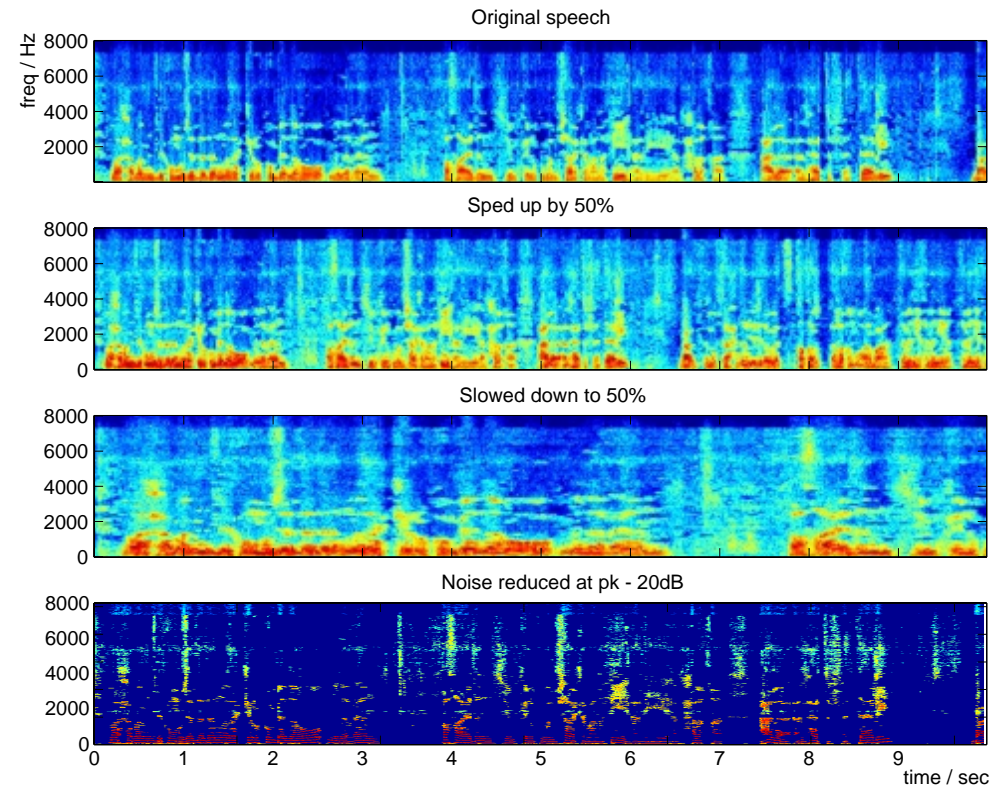 Original speech
freq / Hz
8000
6000
4000
2000
Sped up by 50%
8000
6000
4000
2000
0
Slowed down to 50%
8000
6000
4000
2000
0
Noise reduced at pk - 20dB
8000
6000
4000
2000
0
0 1 2 3 4 5 6 7 8 9
time / sec